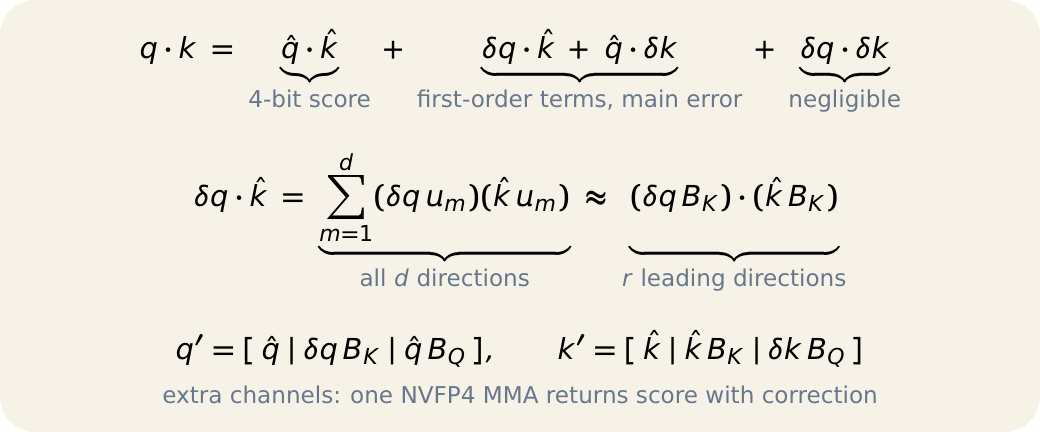 q · k = q̂ · k̂ + δq · k̂ + q̂ · δk + δq · δk
4-bit score first-order terms, main error negligible
δq · k̂ = ∑_{m=1}^{d} (δq u_m)(k̂ u_m) ≈ (δq B_K) · (k̂ B_K)
all d directions r leading directions
q′ = [ q̂ | δq B_K | q̂ B_Q ], k′ = [ k̂ | k̂ B_K | δk B_Q ]
extra channels: one NVFP4 MMA returns score with correction